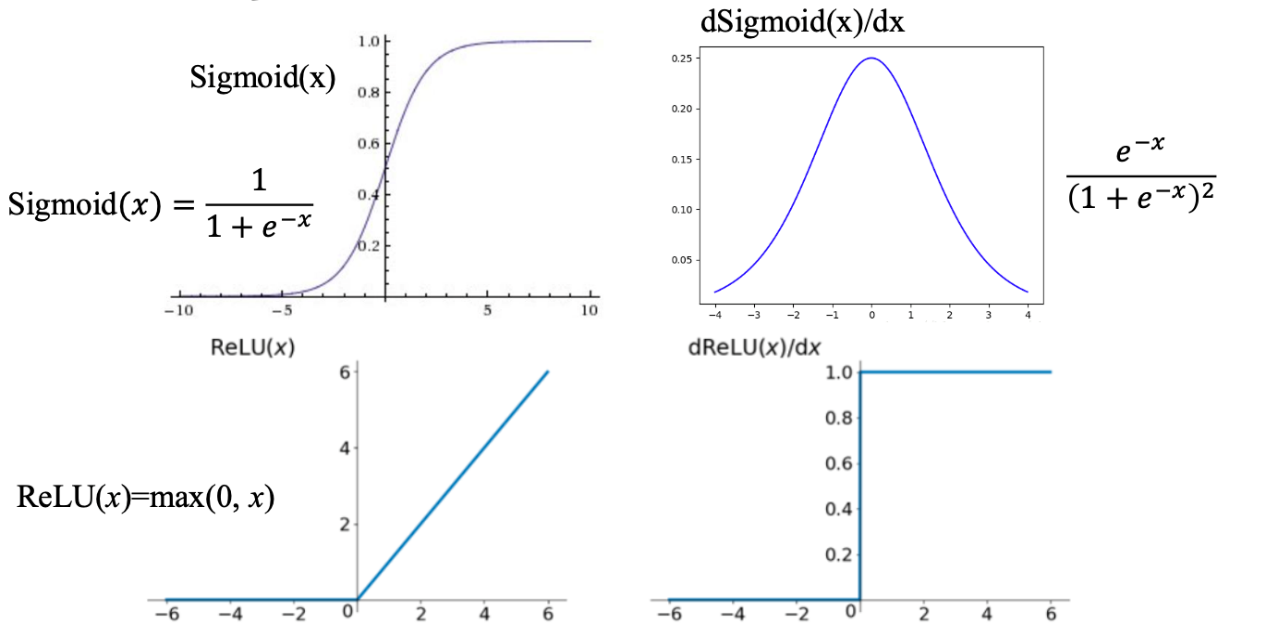 dSigmoid(x)/dx
Sigmoid(x)
1.0
0.8
0.6
0.4
0.2
−10 −5 5 10
Sigmoid(x) = 1 / 1 + e^−x
0.25
0.20
0.15
0.10
0.05
−4 −3 −2 −1 0 1 2 3 4
e^−x / (1 + e^−x)^2
ReLU(x)
6
4
2
−6 −4 −2 0 2 4 6
ReLU(x)=max(0, x)
dReLU(x)/dx
1.0
0.8
0.6
0.4
0.2
−6 −4 −2 0 2 4 6